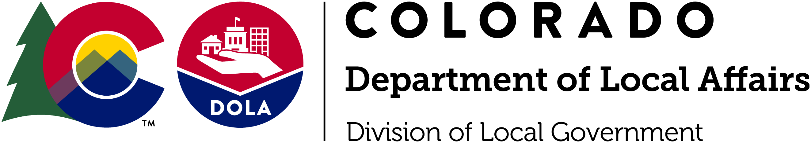 TM
DOLA
COLORADO
Department of Local Affairs
Division of Local Government